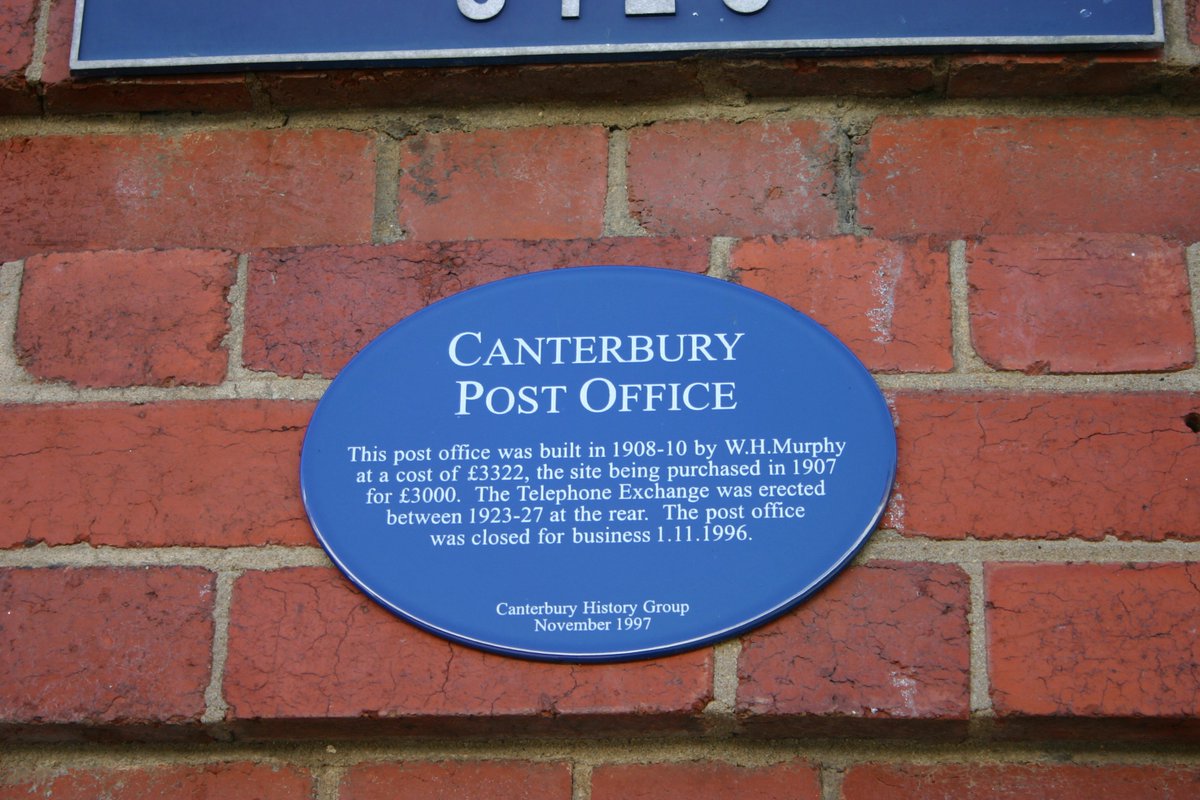 CANTERBURY
POST OFFICE
This post office was built in 1908-10 by W.H.Murphy
at a cost of £3322, the site being purchased in 1907
for £3000. The Telephone Exchange was erected
between 1923-27 at the rear. The post office
was closed for business 1.11.1996.
Canterbury History Group
November 1997